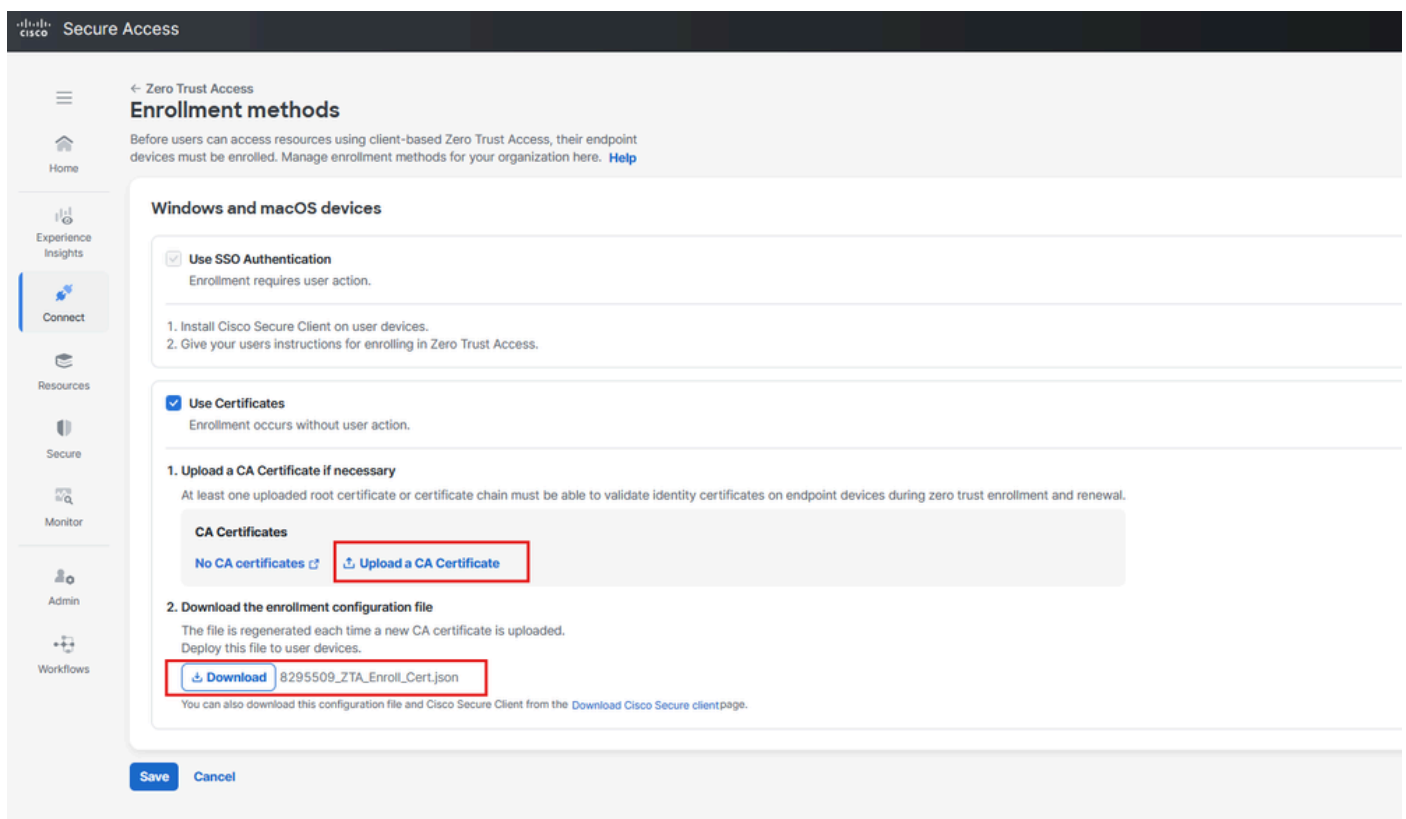 cisco Secure Access
← Zero Trust Access
Enrollment methods
Before users can access resources using client-based Zero Trust Access, their endpoint
devices must be enrolled. Manage enrollment methods for your organization here. Help
Home
Experience
Insights
Connect
Resources
Secure
Monitor
Admin
Workflows
Windows and macOS devices
Use SSO Authentication
Enrollment requires user action.
1. Install Cisco Secure Client on user devices.
2. Give your users instructions for enrolling in Zero Trust Access.
Use Certificates
Enrollment occurs without user action.
1. Upload a CA Certificate if necessary
At least one uploaded root certificate or certificate chain must be able to validate identity certificates on endpoint devices during zero trust enrollment and renewal.
CA Certificates
No CA certificates Upload a CA Certificate
2. Download the enrollment configuration file
The file is regenerated each time a new CA certificate is uploaded.
Deploy this file to user devices.
Download 8295509_ZTA_Enroll_Cert.json
You can also download this configuration file and Cisco Secure Client from the Download Cisco Secure clientpage.
Save Cancel